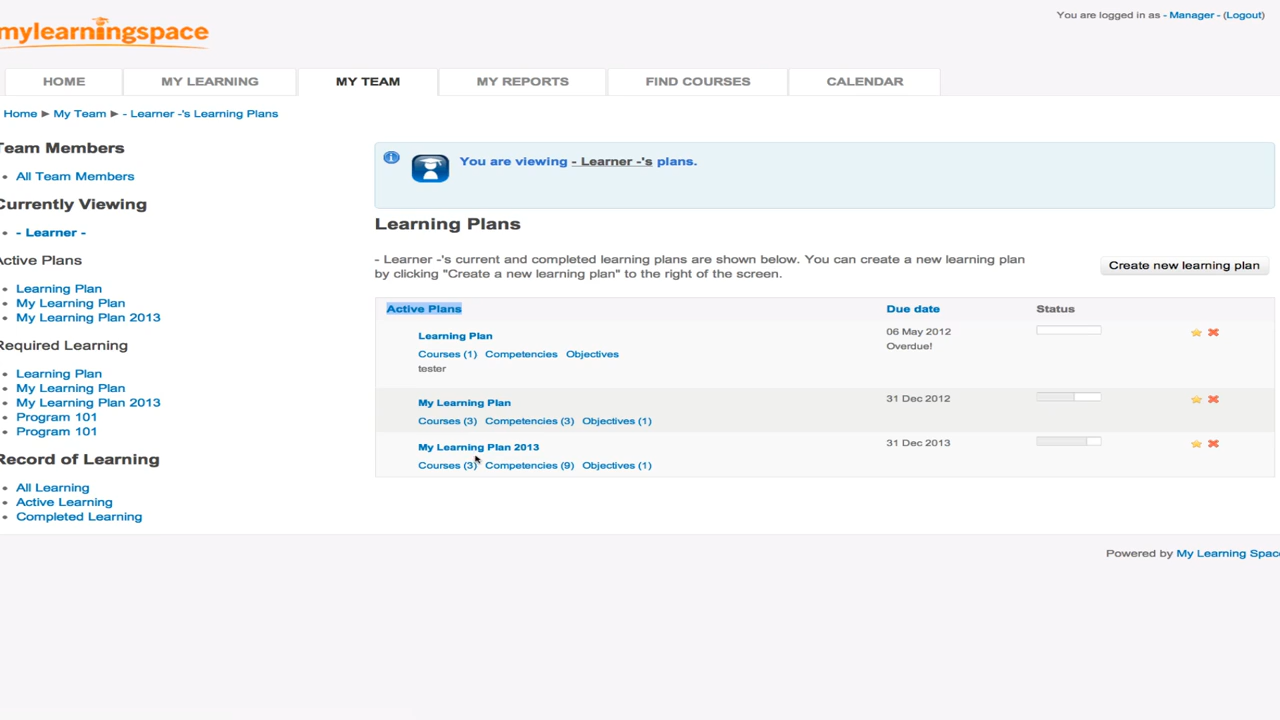 You are logged in as - Manager - (Logout)
mylearningspace
HOME MY LEARNING MY TEAM MY REPORTS FIND COURSES CALENDAR
Home ► My Team ► - Learner -'s Learning Plans
Team Members
All Team Members
Currently Viewing
- Learner -
Active Plans
Learning Plan
My Learning Plan
My Learning Plan 2013
Required Learning
Learning Plan
My Learning Plan
My Learning Plan 2013
Program 101
Program 101
Record of Learning
All Learning
Active Learning
Completed Learning
You are viewing - Learner -'s plans.
Learning Plans
- Learner -'s current and completed learning plans are shown below. You can create a new learning plan
by clicking "Create a new learning plan" to the right of the screen.
Create new learning plan
Active Plans Due date Status
Learning Plan 06 May 2012
Overdue!
Courses (1) Competencies Objectives
tester
My Learning Plan 31 Dec 2012
Courses (3) Competencies (3) Objectives (1)
My Learning Plan 2013 31 Dec 2013
Courses (3) Competencies (9) Objectives (1)
Powered by My Learning Space